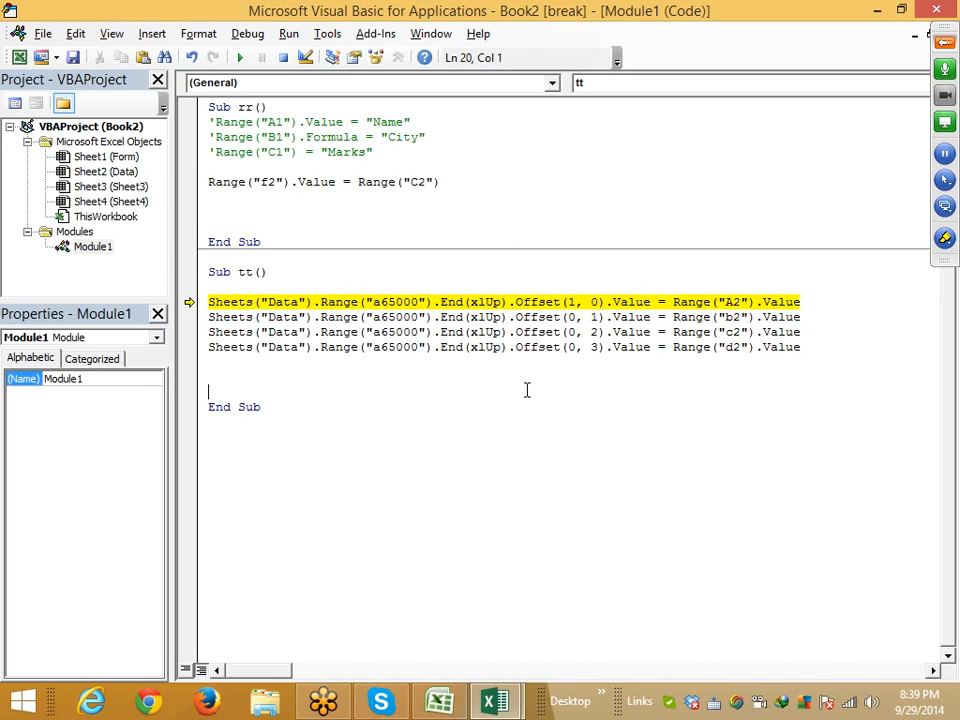 Microsoft Visual Basic for Applications - Book2 [break] - [Module1 (Code)]
File Edit View Insert Format Debug Run Tools Add-Ins Window Help
Ln 20, Col 1
Project - VBAProject
(General)
tt
VBAProject (Book2)
Microsoft Excel Objects
Sheet1 (Form)
Sheet2 (Data)
Sheet3 (Sheet3)
Sheet4 (Sheet4)
ThisWorkbook
Modules
Module1
Properties - Module1
Module1 Module
Alphabetic Categorized
(Name) Module1
Sub rr()
'Range("A1").Value = "Name"
'Range("B1").Formula = "City"
'Range("C1") = "Marks"
Range("f2").Value = Range("C2")
End Sub
Sub tt()
Sheets("Data").Range("a65000").End(xlUp).Offset(1, 0).Value = Range("A2").Value
Sheets("Data").Range("a65000").End(xlUp).Offset(0, 1).Value = Range("b2").Value
Sheets("Data").Range("a65000").End(xlUp).Offset(0, 2).Value = Range("c2").Value
Sheets("Data").Range("a65000").End(xlUp).Offset(0, 3).Value = Range("d2").Value
End Sub
Desktop
Links
8:39 PM
9/29/2014